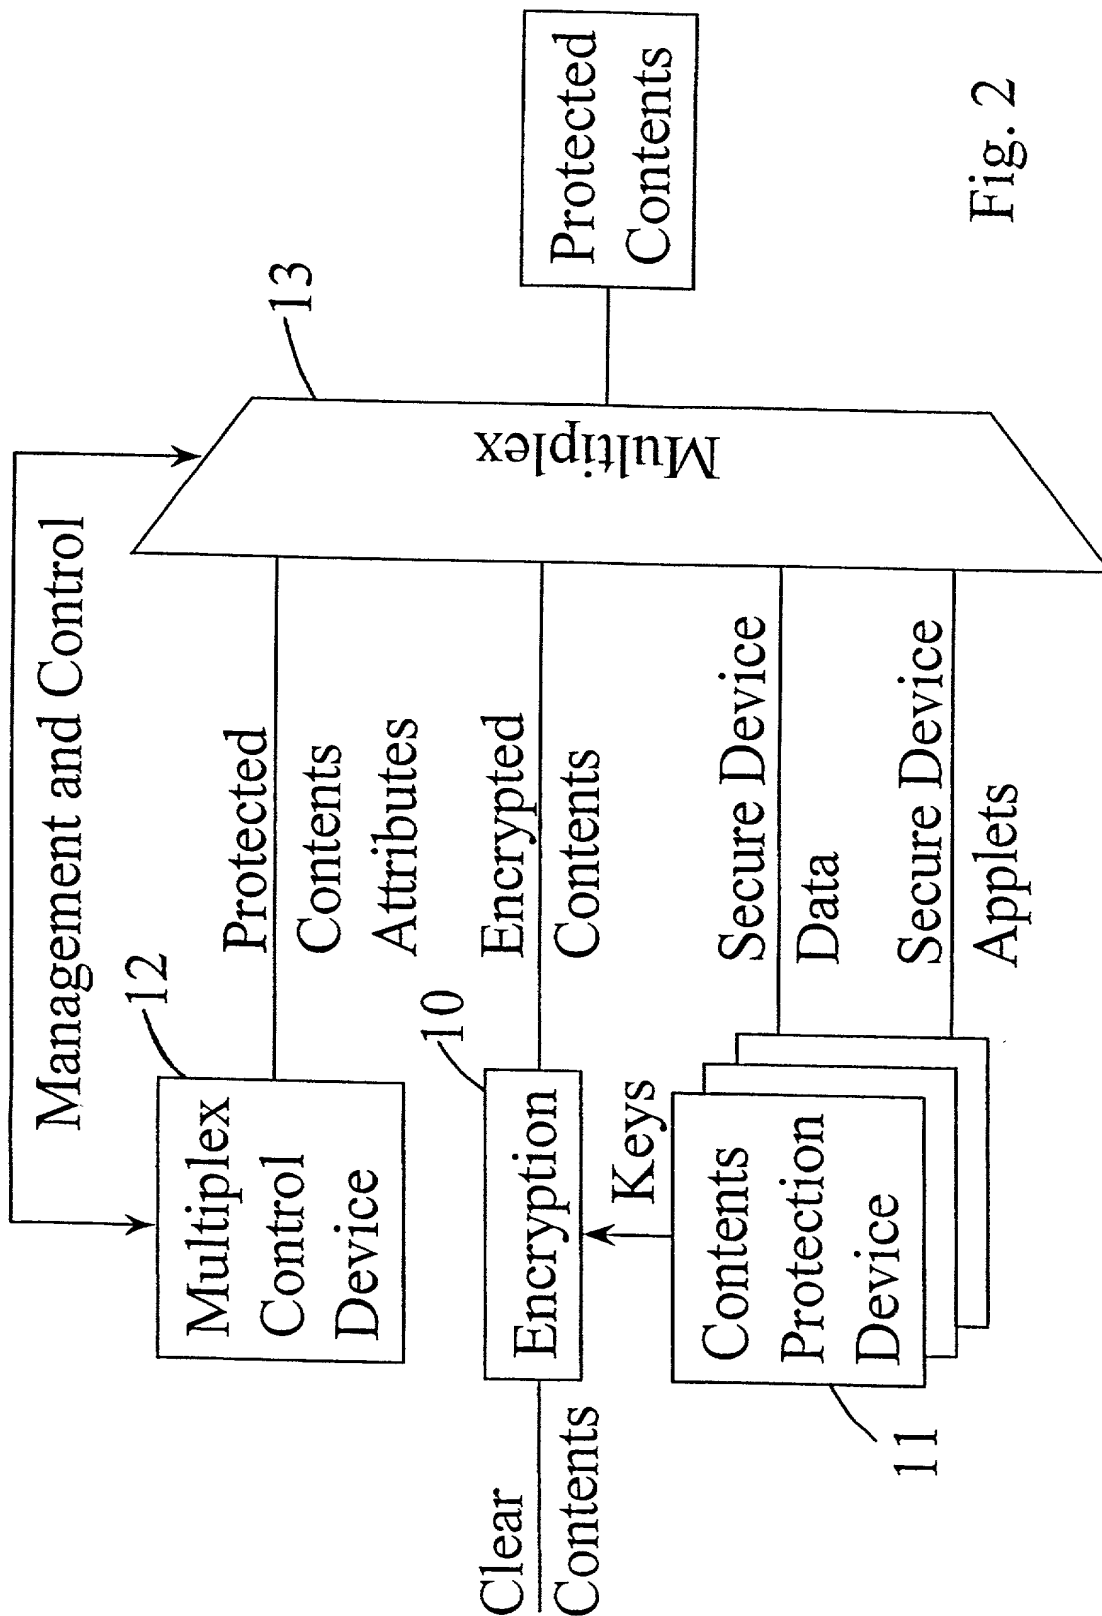 Management and Control
12
Multiplex
Control
Device
Protected
Contents
Attributes
13
Multiplex
Protected
Contents
Clear
Contents
10
Encryption
Encrypted
Contents
Keys
11
Contents
Protection
Device
Secure Device
Data
Secure Device
Applets
Fig. 2